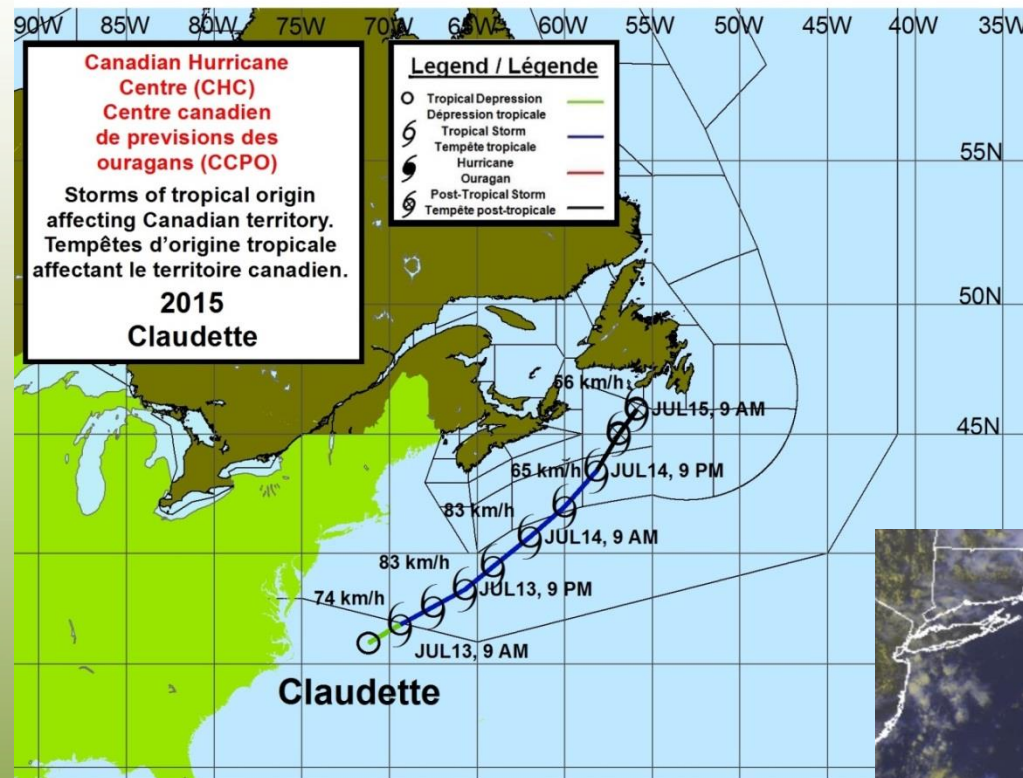 90W 85W 80W 75W 70W 65W 60W 55W 50W 45W 40W 35W
Canadian Hurricane
Centre (CHC)
Centre canadien
de previsions des
ouragans (CCPO)
Storms of tropical origin
affecting Canadian territory.
Tempêtes d'origine tropicale
affectant le territoire canadien.
2015
Claudette
Legend / Légende
Tropical Depression
Dépression tropicale
Tropical Storm
Tempête tropicale
Hurricane
Ouragan
Post-Tropical Storm
Tempête post-tropicale
55N
50N
45N
56 km/h
JUL15, 9 AM
65 km/h
JUL14, 9 PM
83 km/h
JUL14, 9 AM
83 km/h
JUL13, 9 PM
74 km/h
JUL13, 9 AM
Claudette